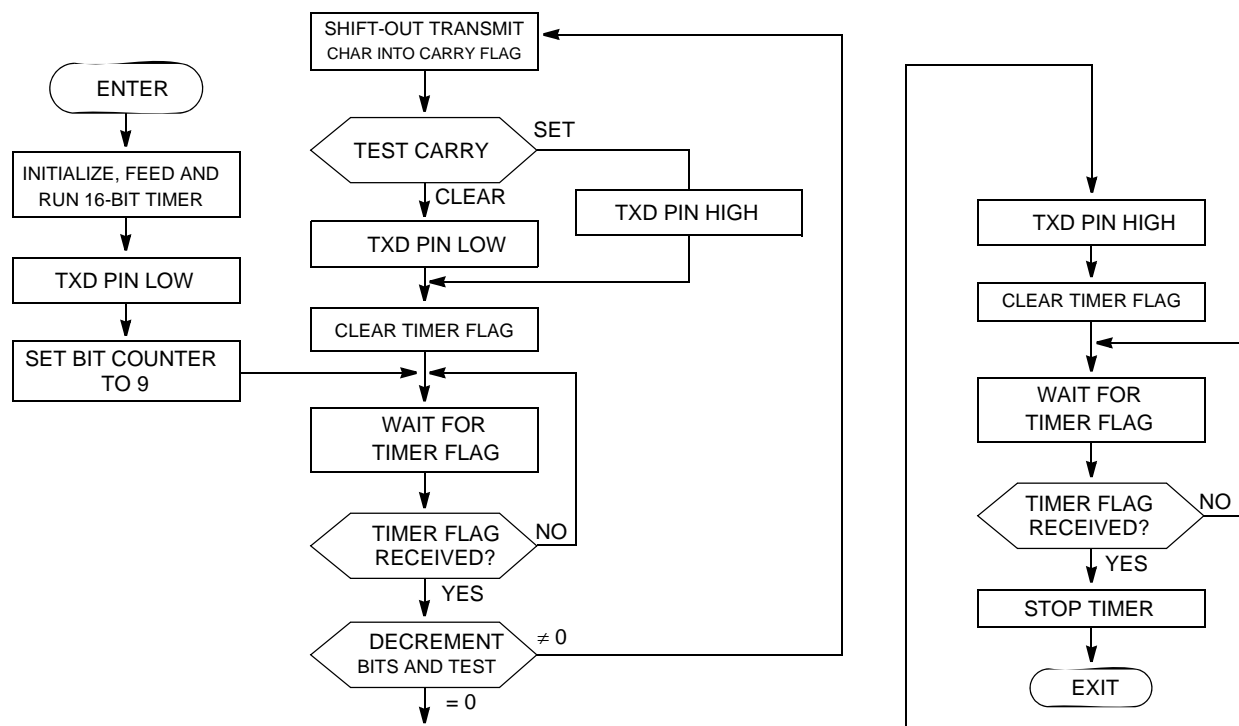 ENTER
INITIALIZE, FEED AND
RUN 16-BIT TIMER
TXD PIN LOW
SET BIT COUNTER
TO 9
SHIFT-OUT TRANSMIT
CHAR INTO CARRY FLAG
TEST CARRY
SET
CLEAR
TXD PIN HIGH
TXD PIN LOW
CLEAR TIMER FLAG
WAIT FOR
TIMER FLAG
TIMER FLAG
RECEIVED?
NO
YES
DECREMENT
BITS AND TEST
≠ 0
= 0
TXD PIN HIGH
CLEAR TIMER FLAG
WAIT FOR
TIMER FLAG
TIMER FLAG
RECEIVED?
NO
YES
STOP TIMER
EXIT